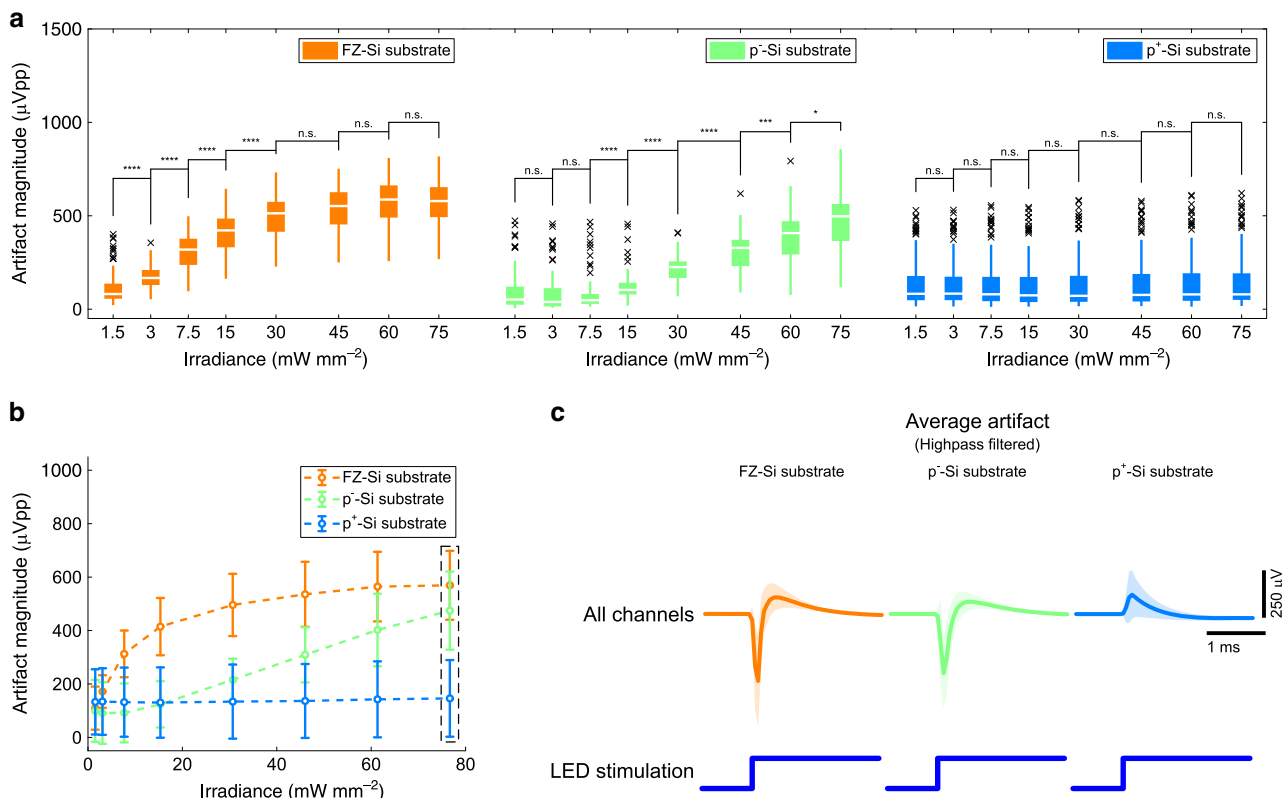 a
Artifact magnitude (μVpp)
1500
1000
500
0
FZ-Si substrate
**** **** **** **** n.s. n.s. n.s.
1.5 3 7.5 15 30 45 60 75
Irradiance (mW mm⁻²)
p⁻-Si substrate
n.s. n.s. **** **** **** *** *
1.5 3 7.5 15 30 45 60 75
Irradiance (mW mm⁻²)
p⁺-Si substrate
n.s. n.s. n.s. n.s. n.s. n.s. n.s.
1.5 3 7.5 15 30 45 60 75
Irradiance (mW mm⁻²)
b
Artifact magnitude (μVpp)
1000
800
600
400
200
0
FZ-Si substrate
p⁻-Si substrate
p⁺-Si substrate
0 20 40 60 80
Irradiance (mW mm⁻²)
c
Average artifact
(Highpass filtered)
FZ-Si substrate p⁻-Si substrate p⁺-Si substrate
All channels
250 μV
1 ms
LED stimulation